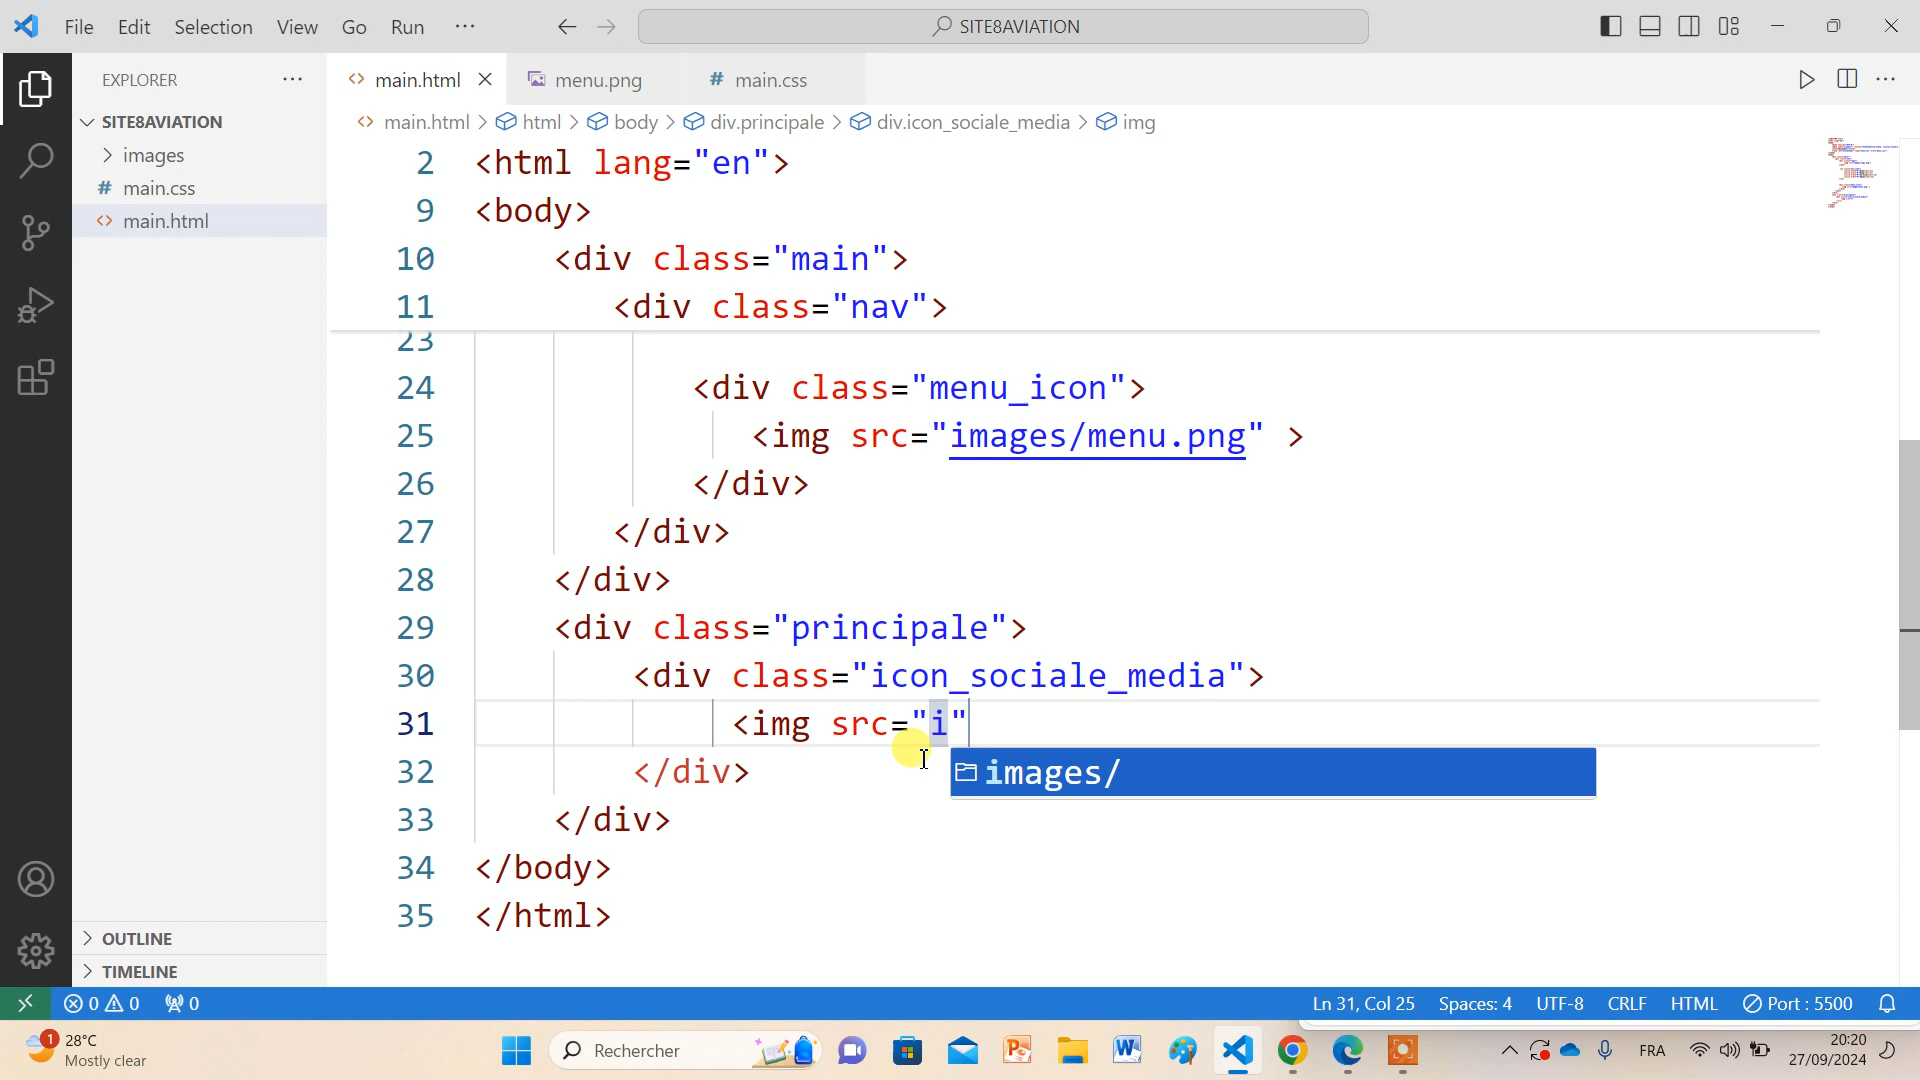 File Edit Selection View Go Run ··· SITE8AVIATION
EXPLORER ···
SITE8AVIATION
images
# main.css
<> main.html
OUTLINE
TIMELINE
<> main.html menu.png # main.css
<> main.html > html > body > div.principale > div.icon_sociale_media > img
2 <html lang="en">
9 <body>
10 <div class="main">
11 <div class="nav">
23
24 <div class="menu_icon">
25 <img src="images/menu.png" >
26 </div>
27 </div>
28 </div>
29 <div class="principale">
30 <div class="icon_sociale_media">
31 <img src="i"
images/
32 </div>
33 </div>
34 </body>
35 </html>
0 0 0 Ln 31, Col 25 Spaces: 4 UTF-8 CRLF HTML Port : 5500
1 28°C
Mostly clear
Rechercher
FRA
20:20
27/09/2024